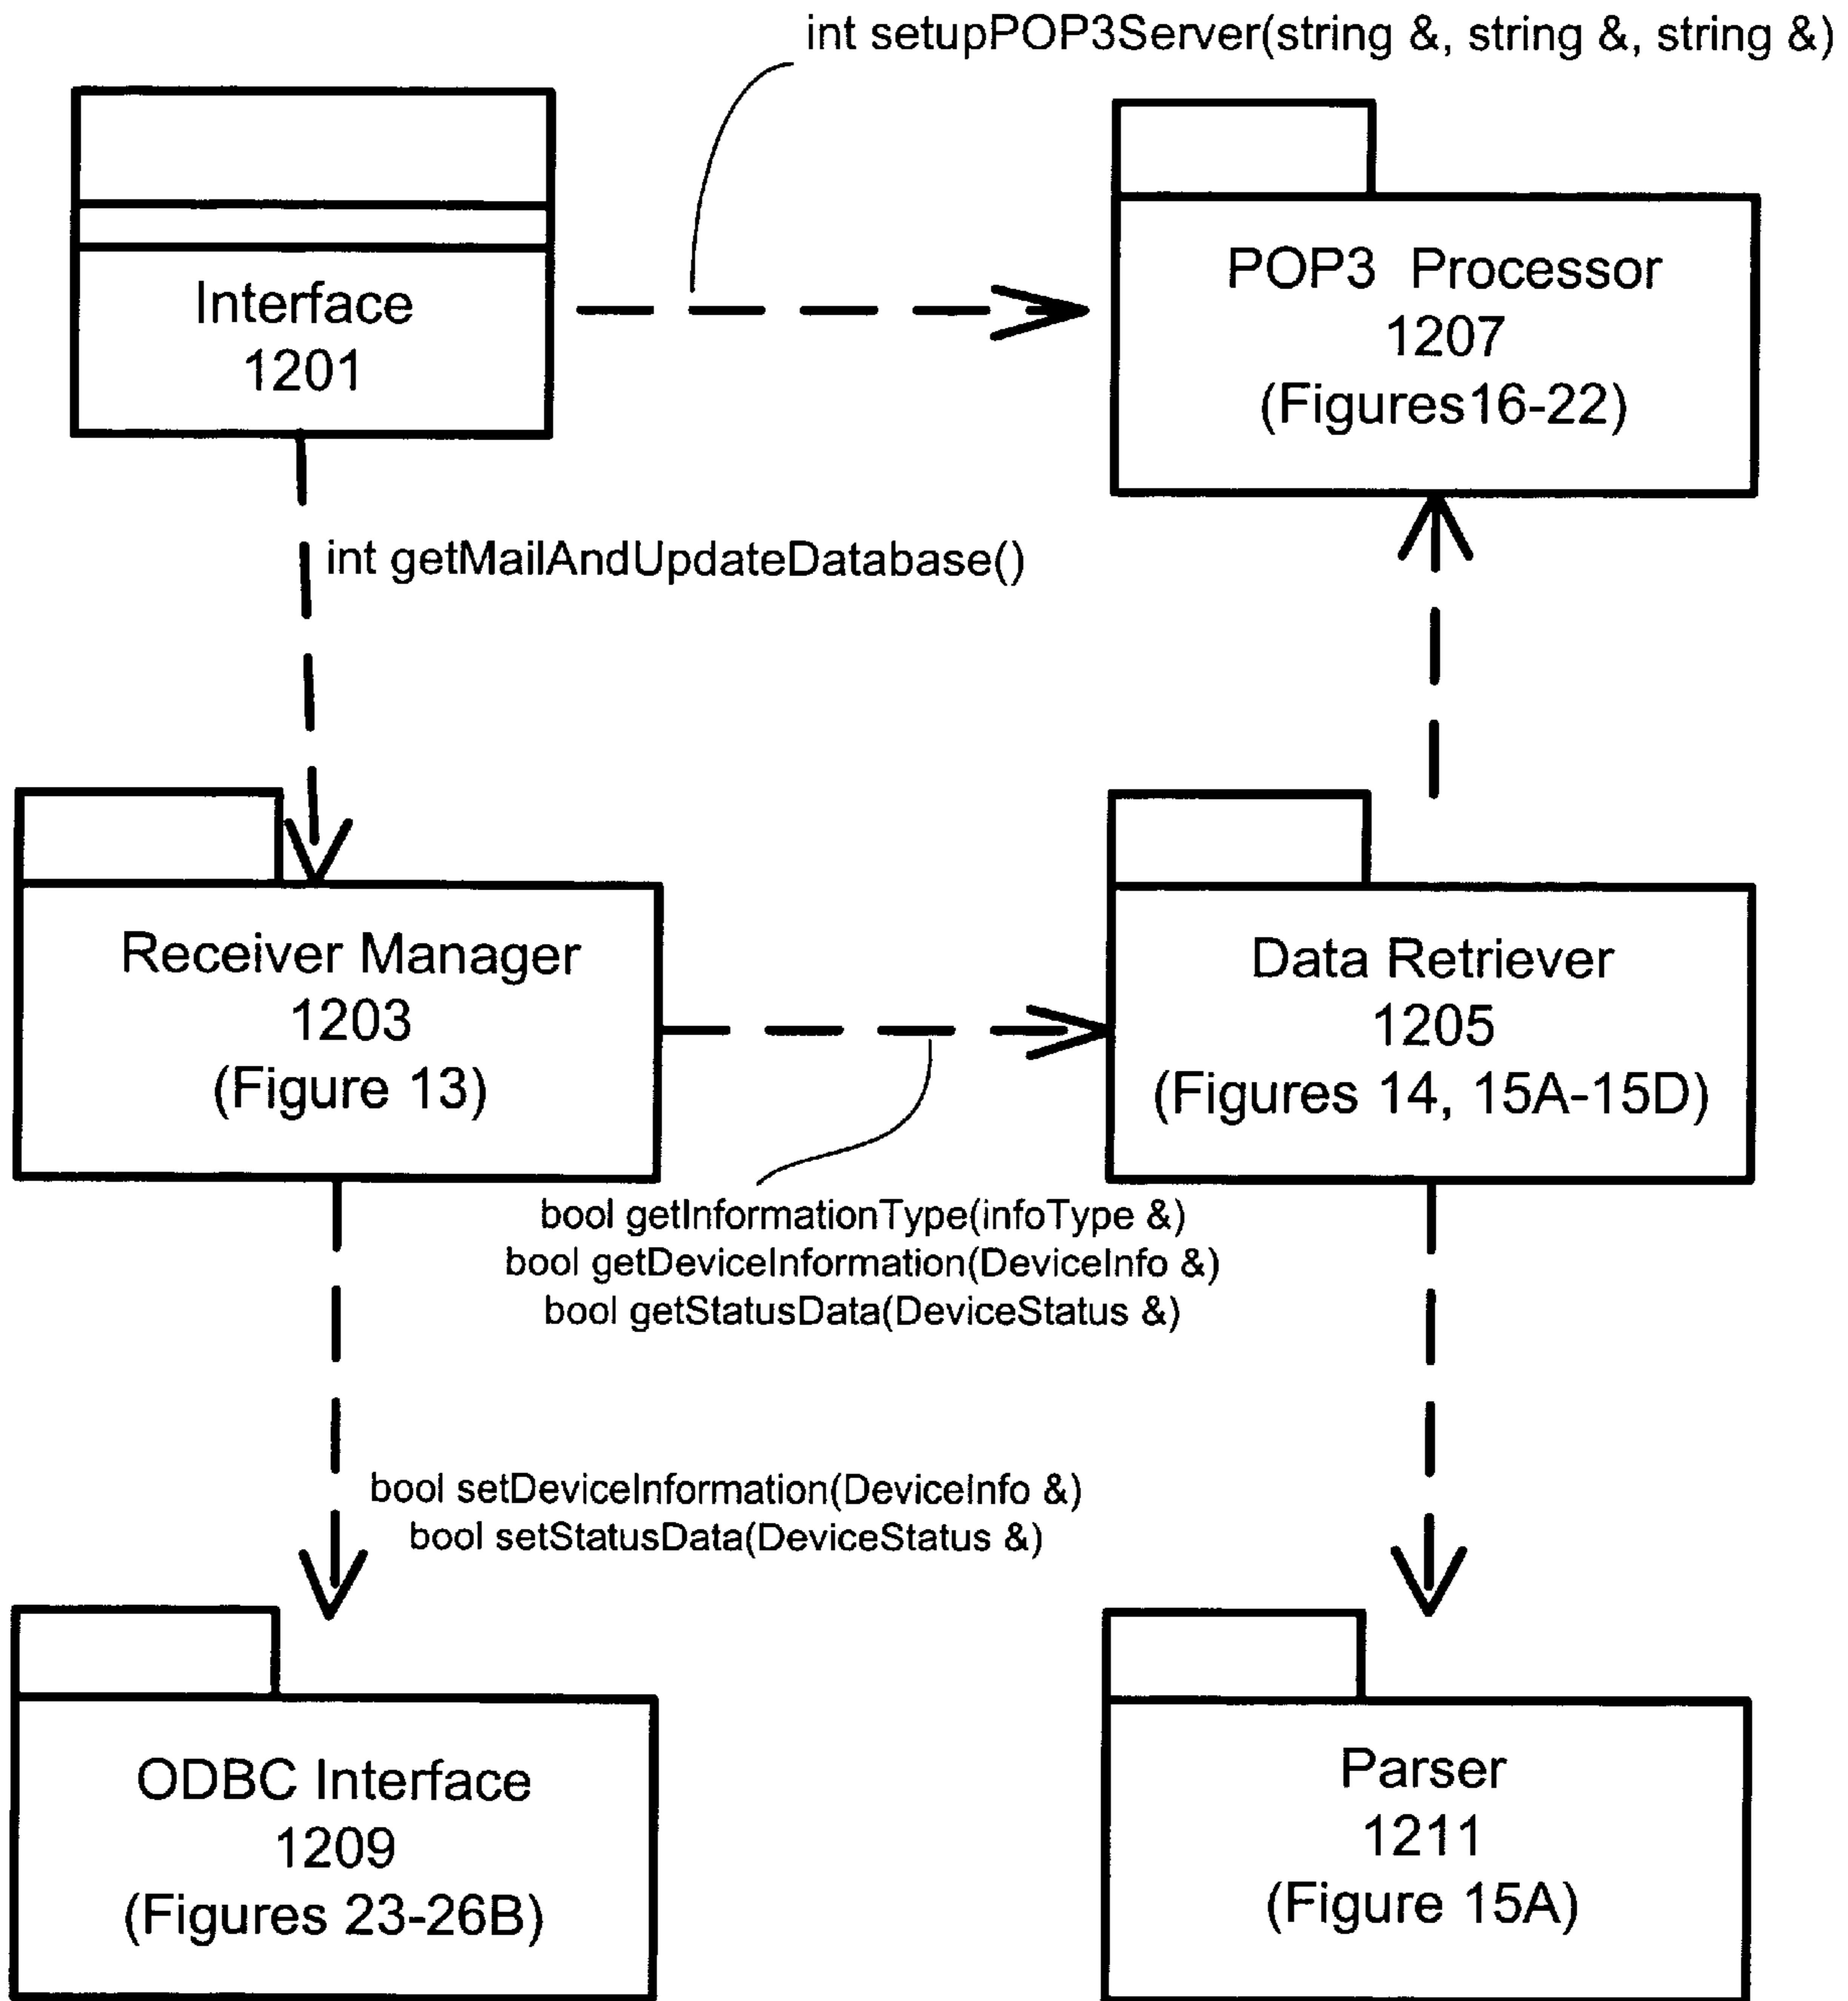 int setupPOP3Server(string &, string &, string &)
Interface
1201
POP3 Processor
1207
(Figures16-22)
int getMailAndUpdateDatabase()
Receiver Manager
1203
(Figure 13)
Data Retriever
1205
(Figures 14, 15A-15D)
bool getInformationType(infoType &)
bool getDeviceInformation(DeviceInfo &)
bool getStatusData(DeviceStatus &)
bool setDeviceInformation(DeviceInfo &)
bool setStatusData(DeviceStatus &)
ODBC Interface
1209
(Figures 23-26B)
Parser
1211
(Figure 15A)